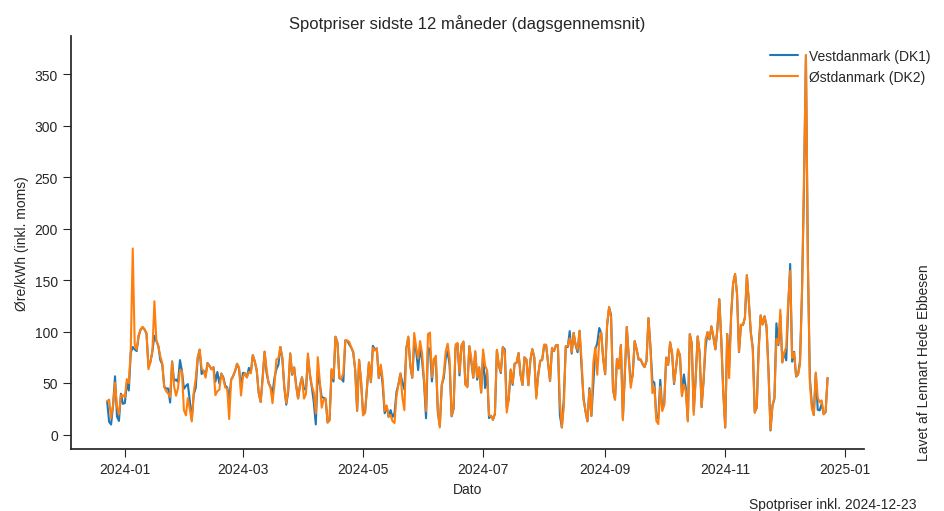 Spotpriser sidste 12 måneder (dagsgennemsnit)
Vestdanmark (DK1)
Østdanmark (DK2)
Øre/kWh (inkl. moms)
350
300
250
200
150
100
50
0
2024-01
2024-03
2024-05
2024-07
2024-09
2024-11
2025-01
Dato
Lavet af Lennart Hede Ebbesen
Spotpriser inkl. 2024-12-23